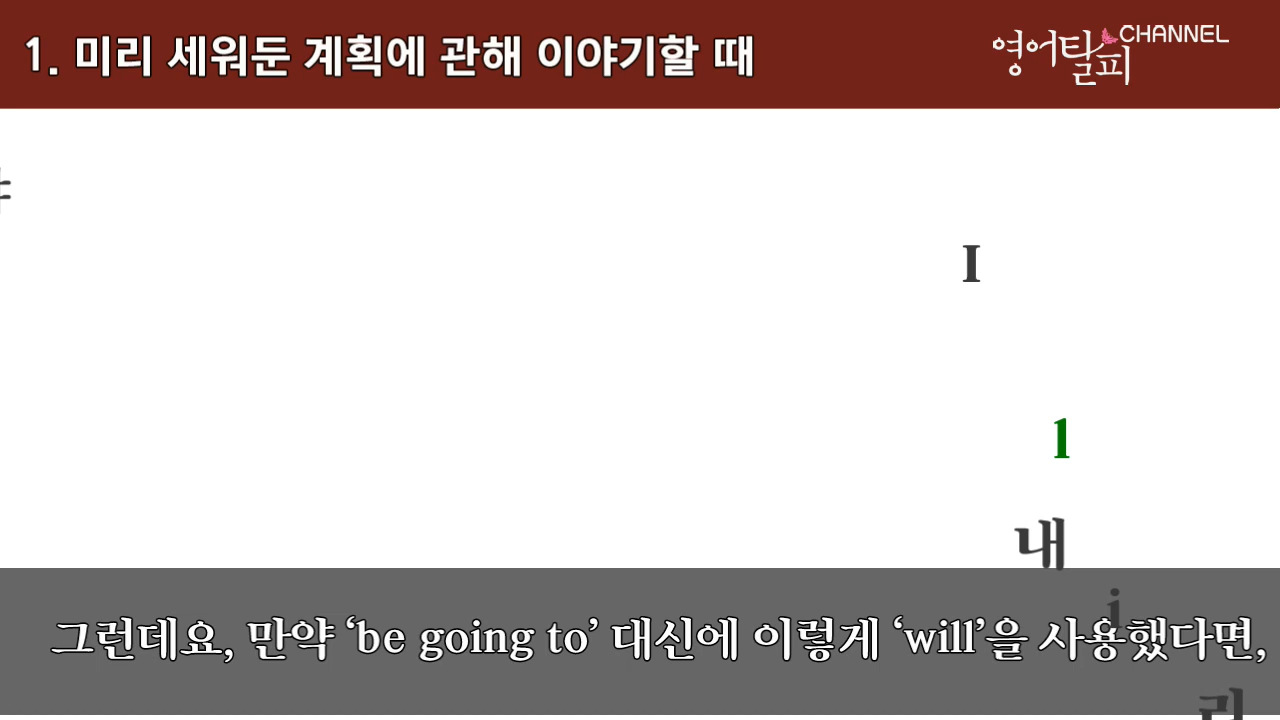 1. 미리 세워둔 계획에 관해 이야기할 때
영어탈피 CHANNEL
I
l
내
i
그런데요, 만약 ‘be going to’ 대신에 이렇게 ‘will’을 사용했다면,
리